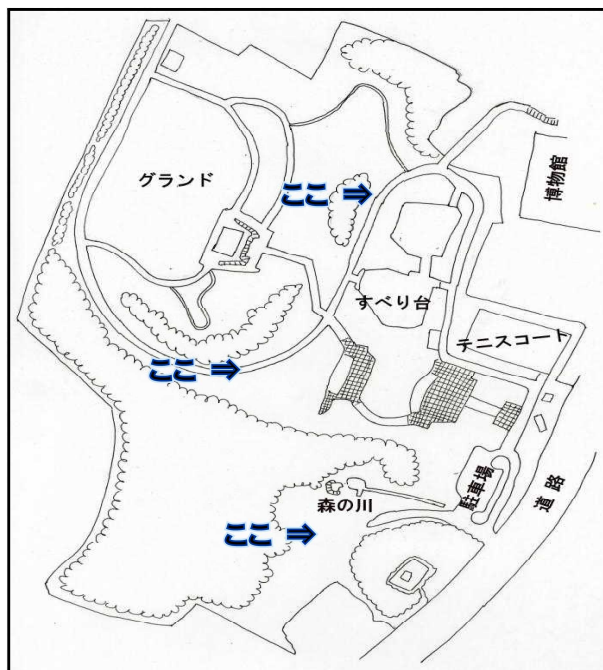 グランド
ここ ⇒
博物館
すべり台
テニスコート
ここ ⇒
駐車場
道路
森の川
ここ ⇒